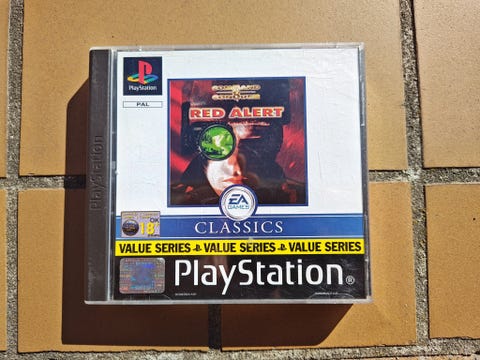 PlayStation
PAL
PlayStation
COMMAND
CONQUER
RED ALERT
EA
GAMES
CLASSICS
18
VALUE SERIES VALUE SERIES VALUE SERIES
PlayStation®